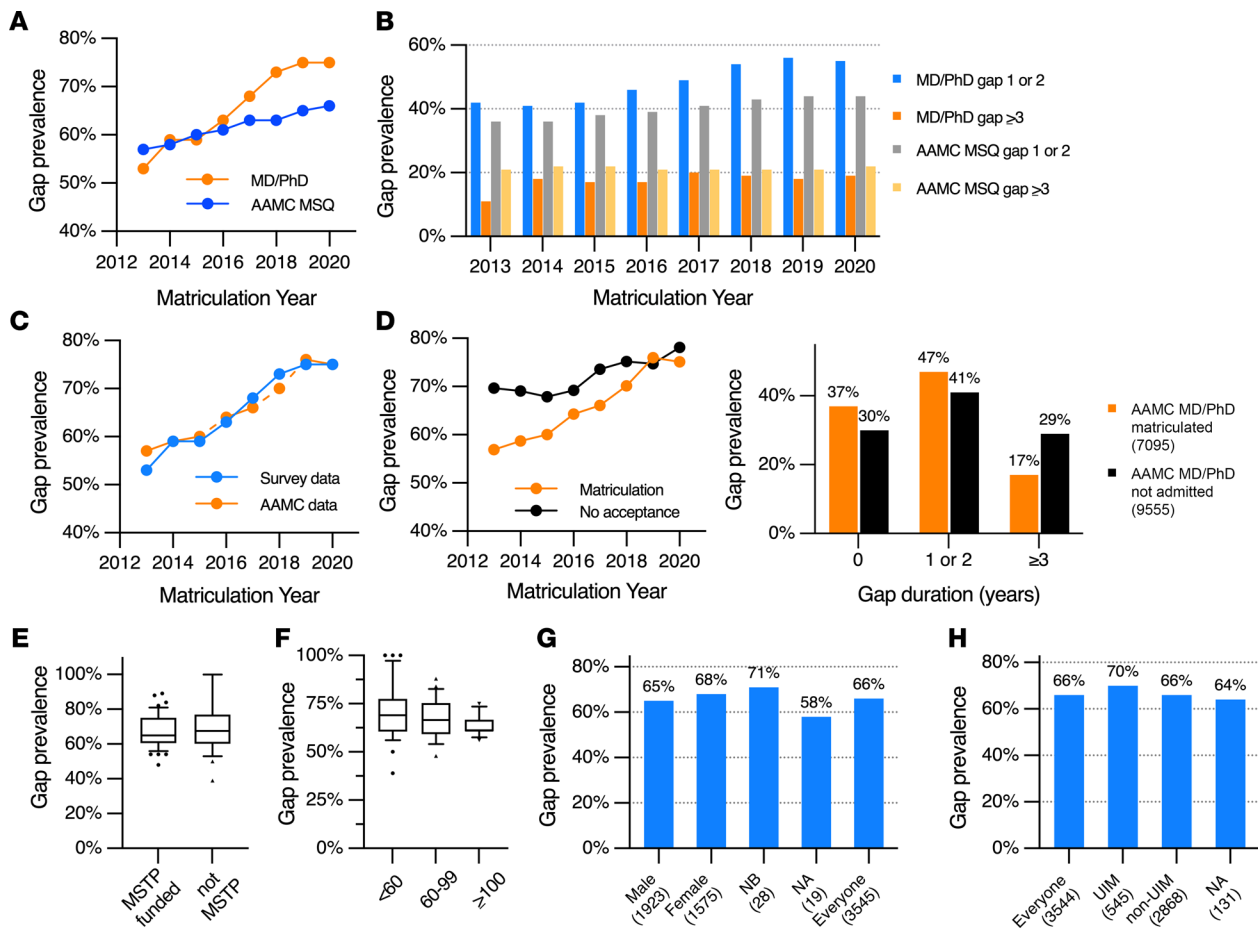 A
80%
70%
60%
50%
40%
Gap prevalence
MD/PhD
AAMC MSQ
2012 2014 2016 2018 2020
Matriculation Year
B
60%
40%
20%
0%
Gap prevalence
2013 2014 2015 2016 2017 2018 2019 2020
Matriculation Year
MD/PhD gap 1 or 2
MD/PhD gap ≥3
AAMC MSQ gap 1 or 2
AAMC MSQ gap ≥3
C
80%
70%
60%
50%
40%
Gap prevalence
Survey data
AAMC data
2012 2014 2016 2018 2020
Matriculation Year
D
80%
70%
60%
50%
40%
Gap prevalence
Matriculation
No acceptance
2012 2014 2016 2018 2020
Matriculation Year
40%
20%
0%
Gap prevalence
37%
30%
47%
41%
17%
29%
0 1 or 2 ≥3
Gap duration (years)
AAMC MD/PhD
matriculated
(7095)
AAMC MD/PhD
not admitted
(9555)
E
100%
80%
60%
40%
20%
0%
Gap prevalence
MSTP
funded
not
MSTP
F
100%
75%
50%
25%
0%
Gap prevalence
<60
60-99
≥100
G
80%
60%
40%
20%
0%
Gap prevalence
65%
68%
71%
58%
66%
Male
(1923)
Female
(1575)
NB
(28)
NA
(19)
Everyone
(3545)
H
80%
60%
40%
20%
0%
Gap prevalence
66%
70%
66%
64%
Everyone
(3544)
UIM
(545)
non-UIM
(2868)
NA
(131)